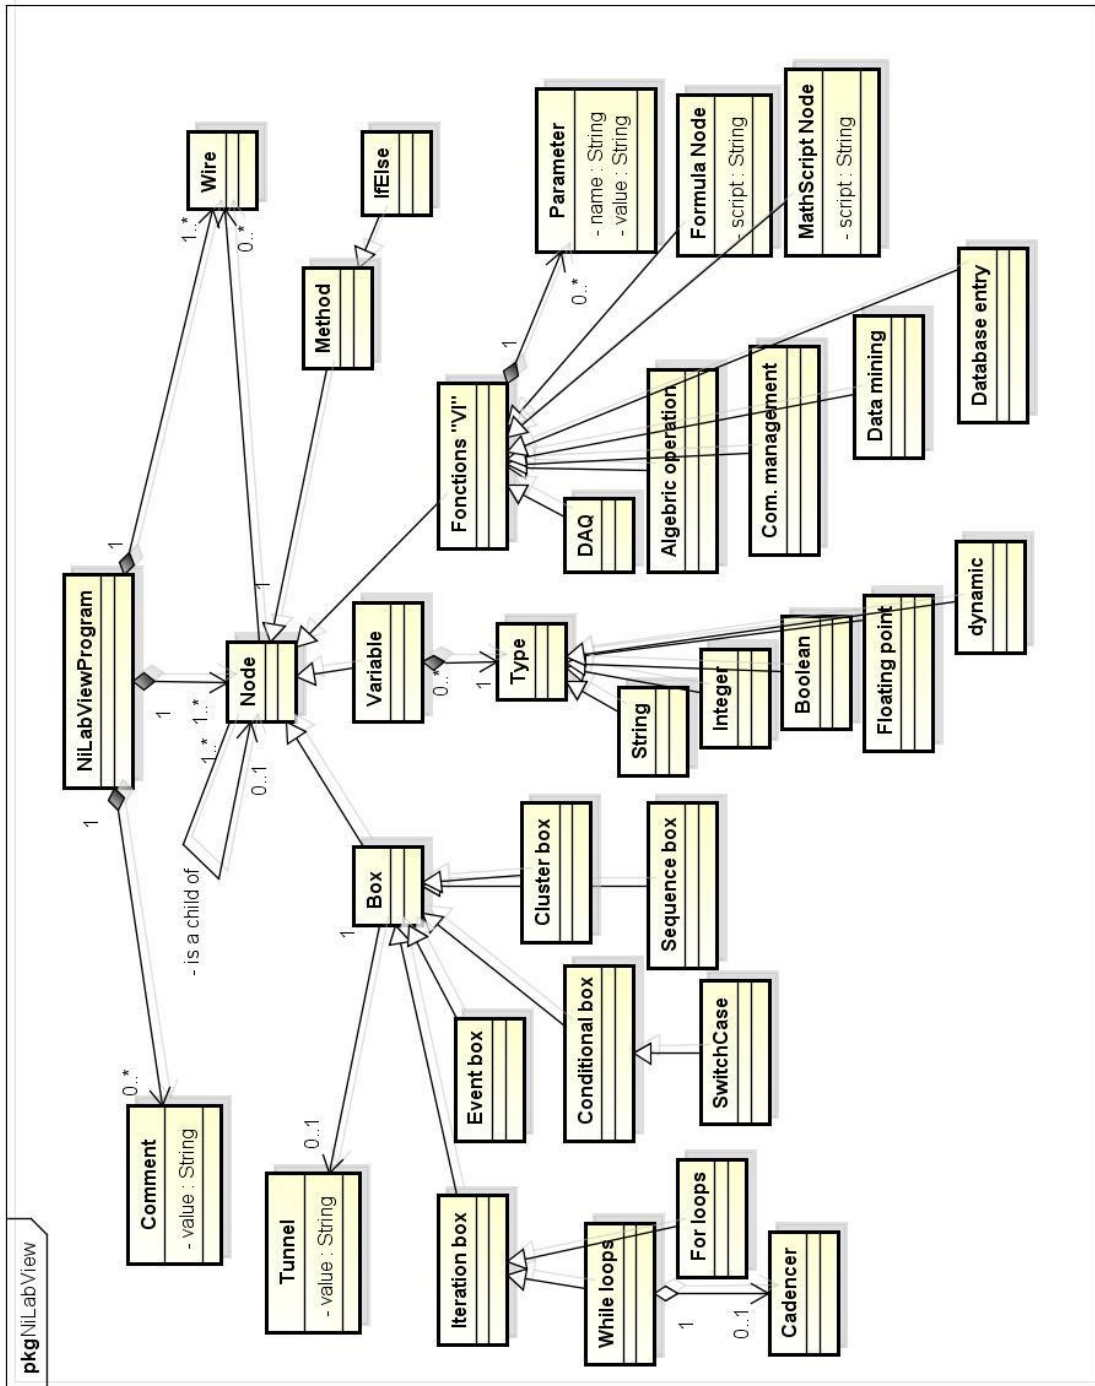 pkg NiLabView
NiLabViewProgram
1
1
1
0..*
1..*
1..*
Comment
- value : String
- is a child of
1..*
0..1
Node
1
0..*
Wire
Tunnel
- value : String
0..1
1
Box
Variable
0..*
1
Type
Method
IfElse
Iteration box
Event box
Conditional box
Cluster box
Sequence box
SwitchCase
While loops
For loops
1
0..1
Cadencer
String
Integer
Boolean
Floating point
dynamic
Fonctions "VI"
1
0..*
Parameter
- name : String
- value : String
DAQ
Algebric operation
Com. management
Data mining
Database entry
Formula Node
- script : String
MathScript Node
- script : String